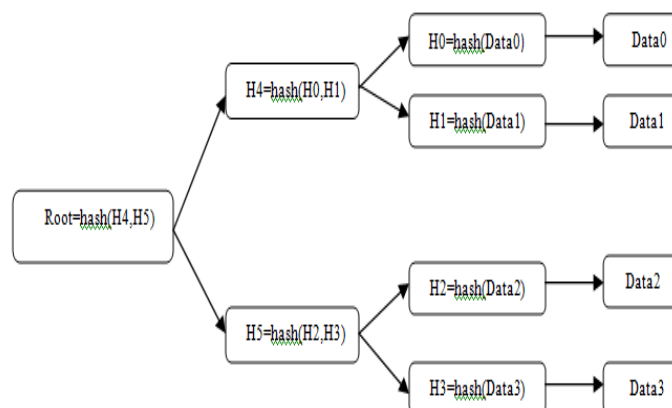 H0=hash(Data0)
Data0
H4=hash(H0,H1)
H1=hash(Data1)
Data1
Root=hash(H4,H5)
H2=hash(Data2)
Data2
H5=hash(H2,H3)
H3=hash(Data3)
Data3